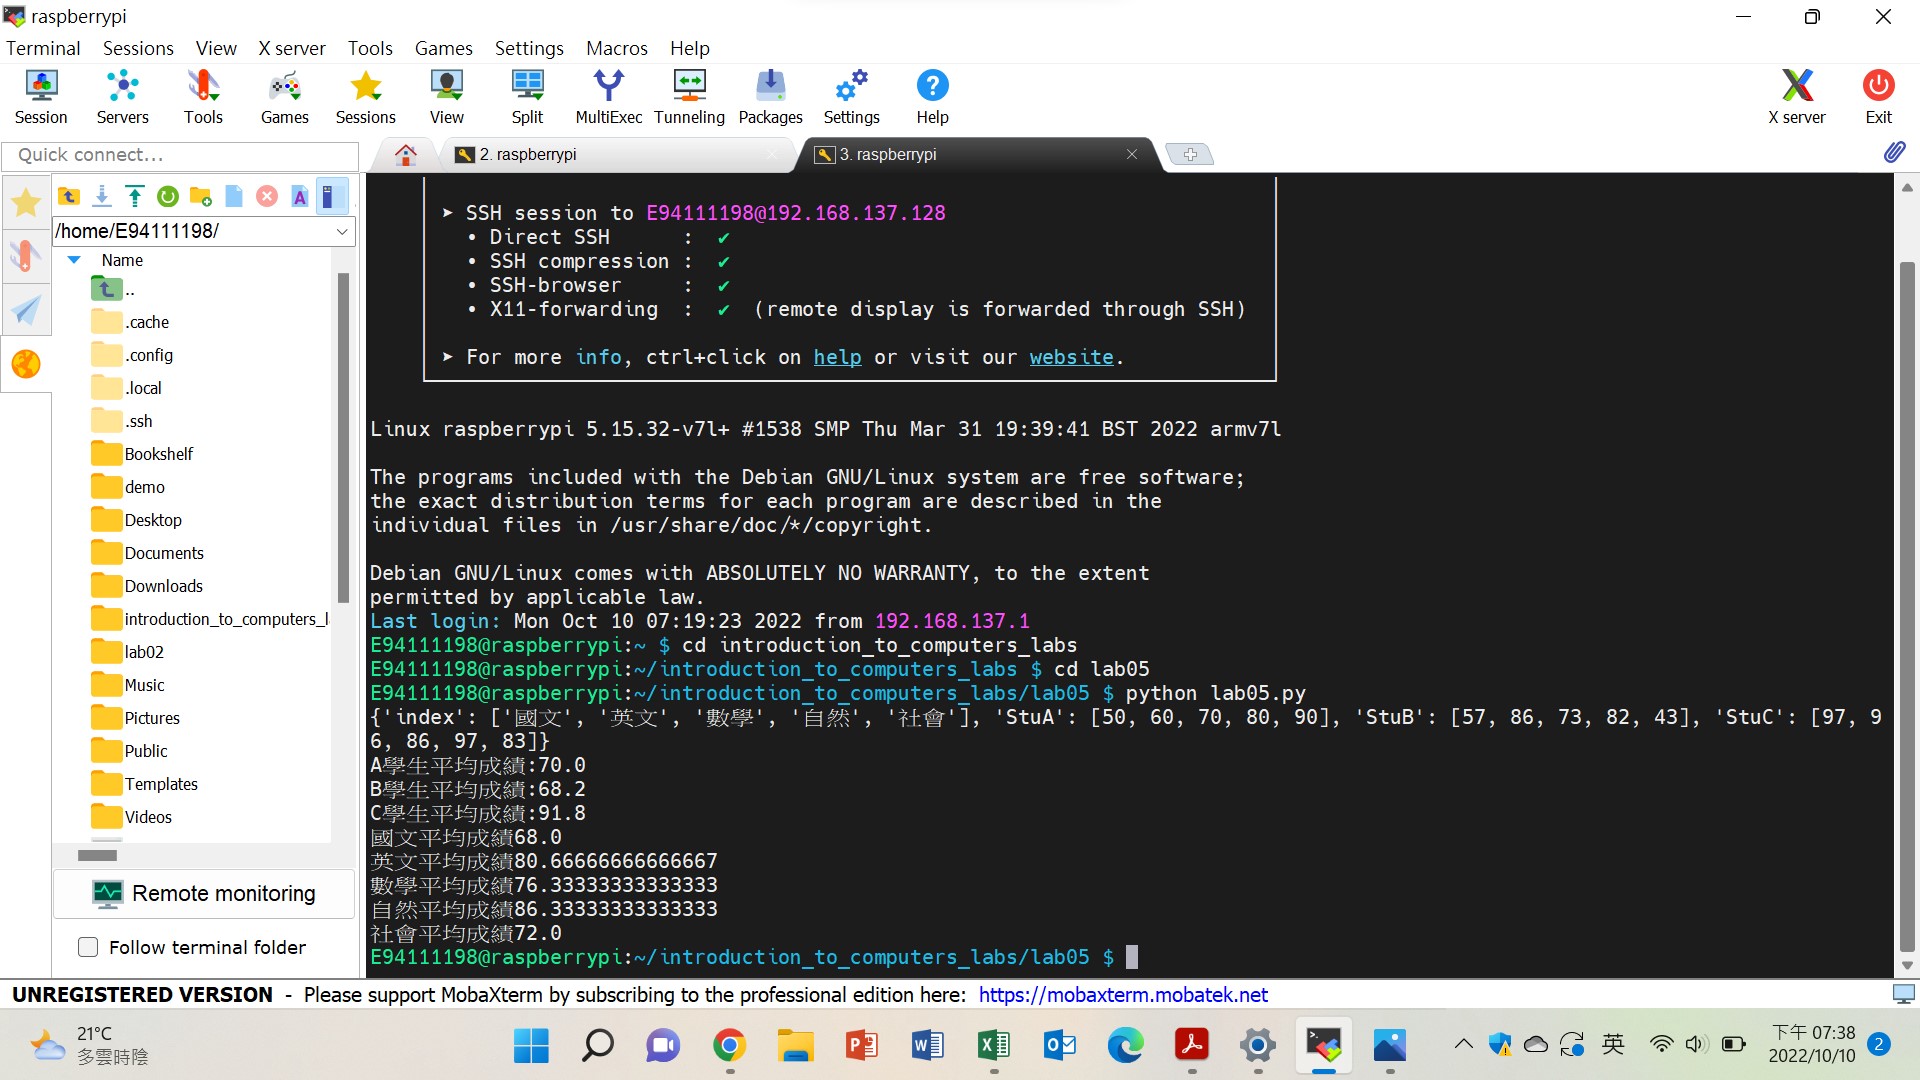 raspberrypi
Terminal Sessions View X server Tools Games Settings Macros Help
Session Servers Tools Games Sessions View Split MultiExec Tunneling Packages Settings Help X server Exit
Quick connect...
2. raspberrypi
3. raspberrypi
/home/E94111198/
Name
..
.cache
.config
.local
.ssh
Bookshelf
demo
Desktop
Documents
Downloads
introduction_to_computers_l
lab02
Music
Pictures
Public
Templates
Videos
Remote monitoring
Follow terminal folder
➤ SSH session to E94111198@192.168.137.128
• Direct SSH : ✔
• SSH compression : ✔
• SSH-browser : ✔
• X11-forwarding : ✔ (remote display is forwarded through SSH)
➤ For more info, ctrl+click on help or visit our website.
Linux raspberrypi 5.15.32-v7l+ #1538 SMP Thu Mar 31 19:39:41 BST 2022 armv7l
The programs included with the Debian GNU/Linux system are free software;
the exact distribution terms for each program are described in the
individual files in /usr/share/doc/*/copyright.
Debian GNU/Linux comes with ABSOLUTELY NO WARRANTY, to the extent
permitted by applicable law.
Last login: Mon Oct 10 07:19:23 2022 from 192.168.137.1
E94111198@raspberrypi:~ $ cd introduction_to_computers_labs
E94111198@raspberrypi:~/introduction_to_computers_labs $ cd lab05
E94111198@raspberrypi:~/introduction_to_computers_labs/lab05 $ python lab05.py
{'index': ['國文', '英文', '數學', '自然', '社會'], 'StuA': [50, 60, 70, 80, 90], 'StuB': [57, 86, 73, 82, 43], 'StuC': [97, 9
6, 86, 97, 83]}
A學生平均成績:70.0
B學生平均成績:68.2
C學生平均成績:91.8
國文平均成績68.0
英文平均成績80.66666666666667
數學平均成績76.33333333333333
自然平均成績86.33333333333333
社會平均成績72.0
E94111198@raspberrypi:~/introduction_to_computers_labs/lab05 $
UNREGISTERED VERSION - Please support MobaXterm by subscribing to the professional edition here: https://mobaxterm.mobatek.net
21°C
多雲時陰
英
下午 07:38
2022/10/10
2